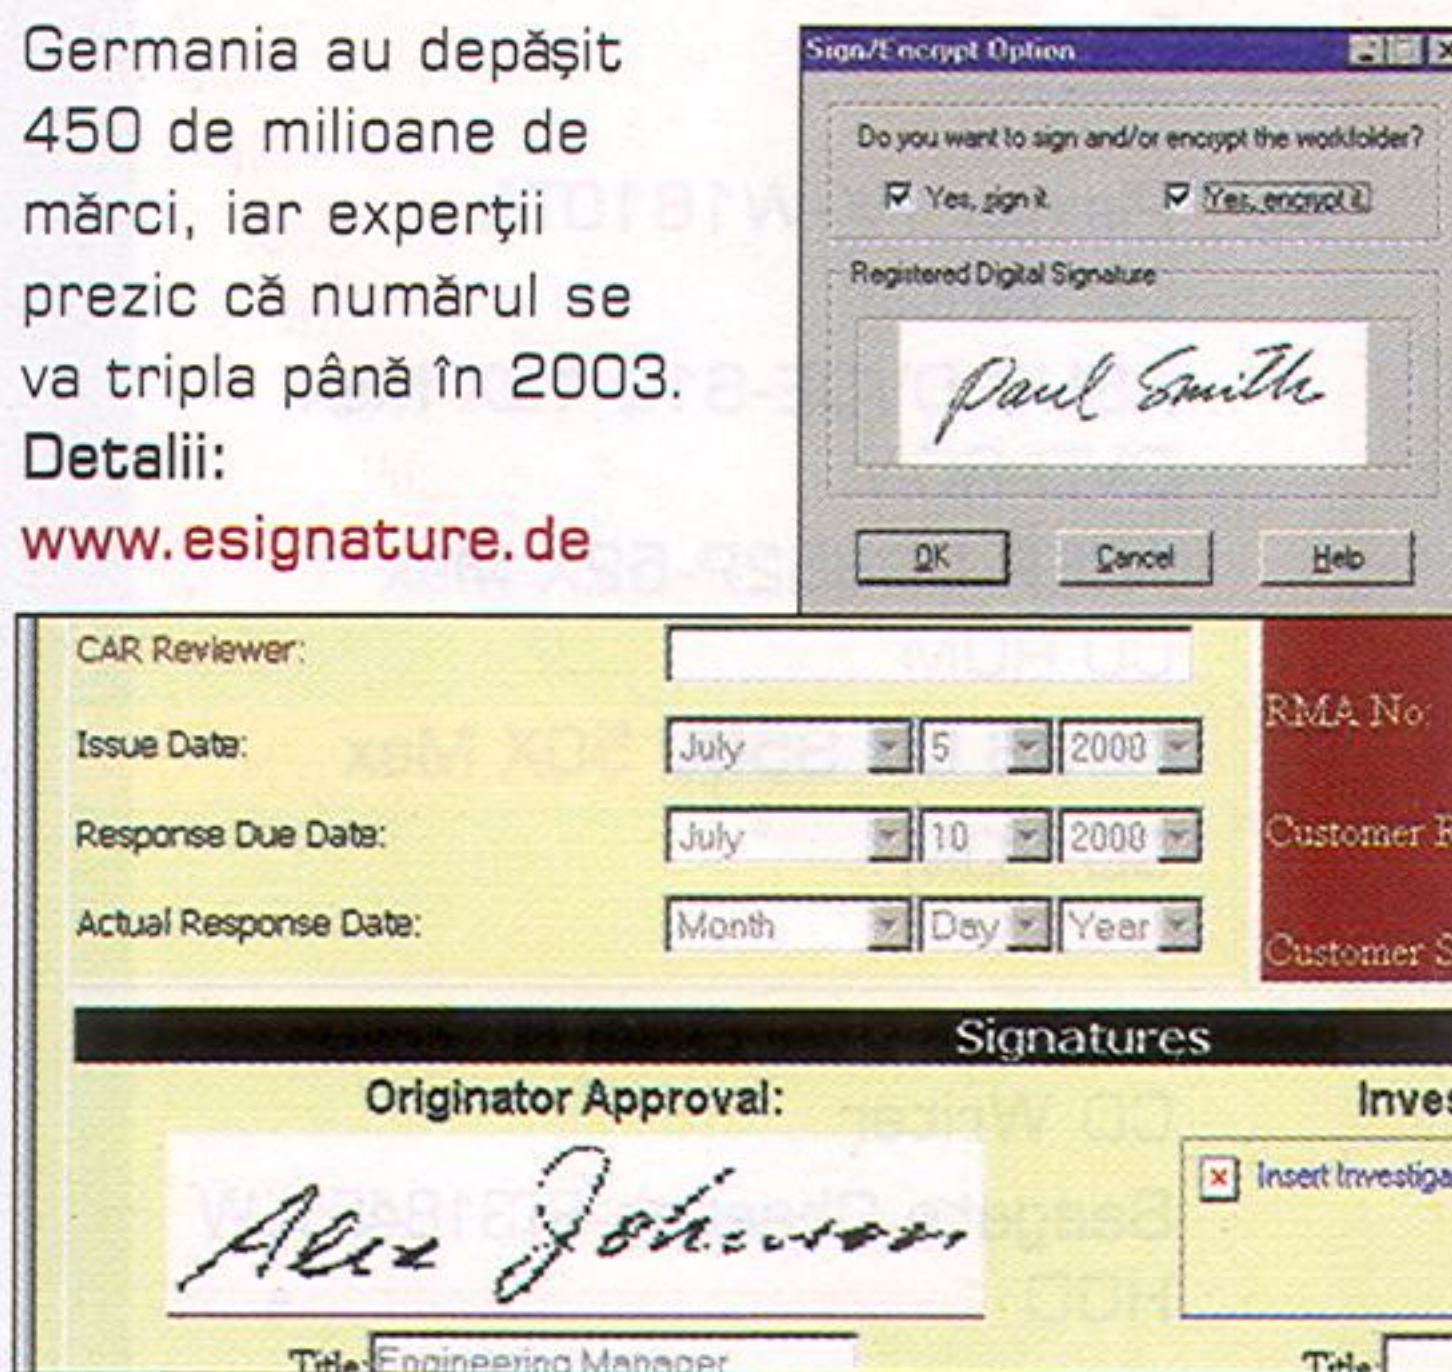 Germania au depășit
450 de milioane de
mărci, iar experții
prezic că numărul se
va tripla până în 2003.
Detalii:
www.esignature.de
Sign/Encrypt Option
Do you want to sign and/or encrypt the workfolder?
Yes, sign it. Yes, encrypt it.
Registered Digital Signature
Paul Smith
OK Cancel Help
CAR Reviewer:
RMA No:
Issue Date: July 5 2000
Response Due Date: July 10 2000
Customer
Actual Response Date: Month Day Year
Customer
Signatures
Originator Approval:
Insert
Alex Johnson
Title: Engineering Manager
Title: